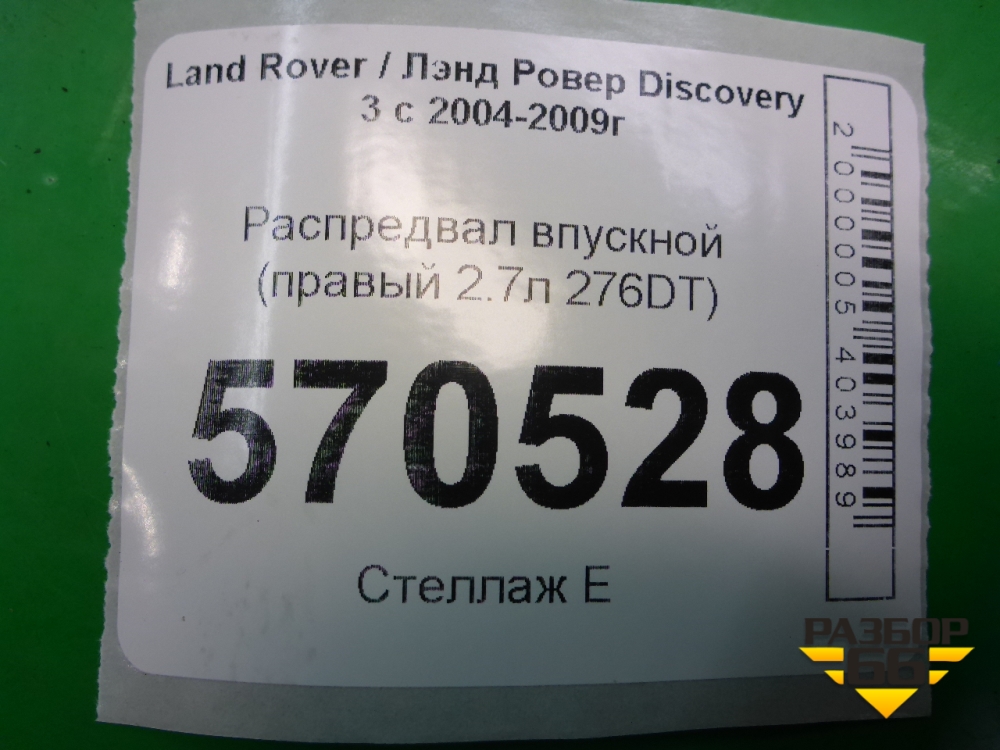 Land Rover / Лэнд Ровер Discovery
3 с 2004-2009г
Распредвал впускной
(правый 2.7л 276DT)
570528
Стеллаж Е
2000005403989
РАЗБОР
66